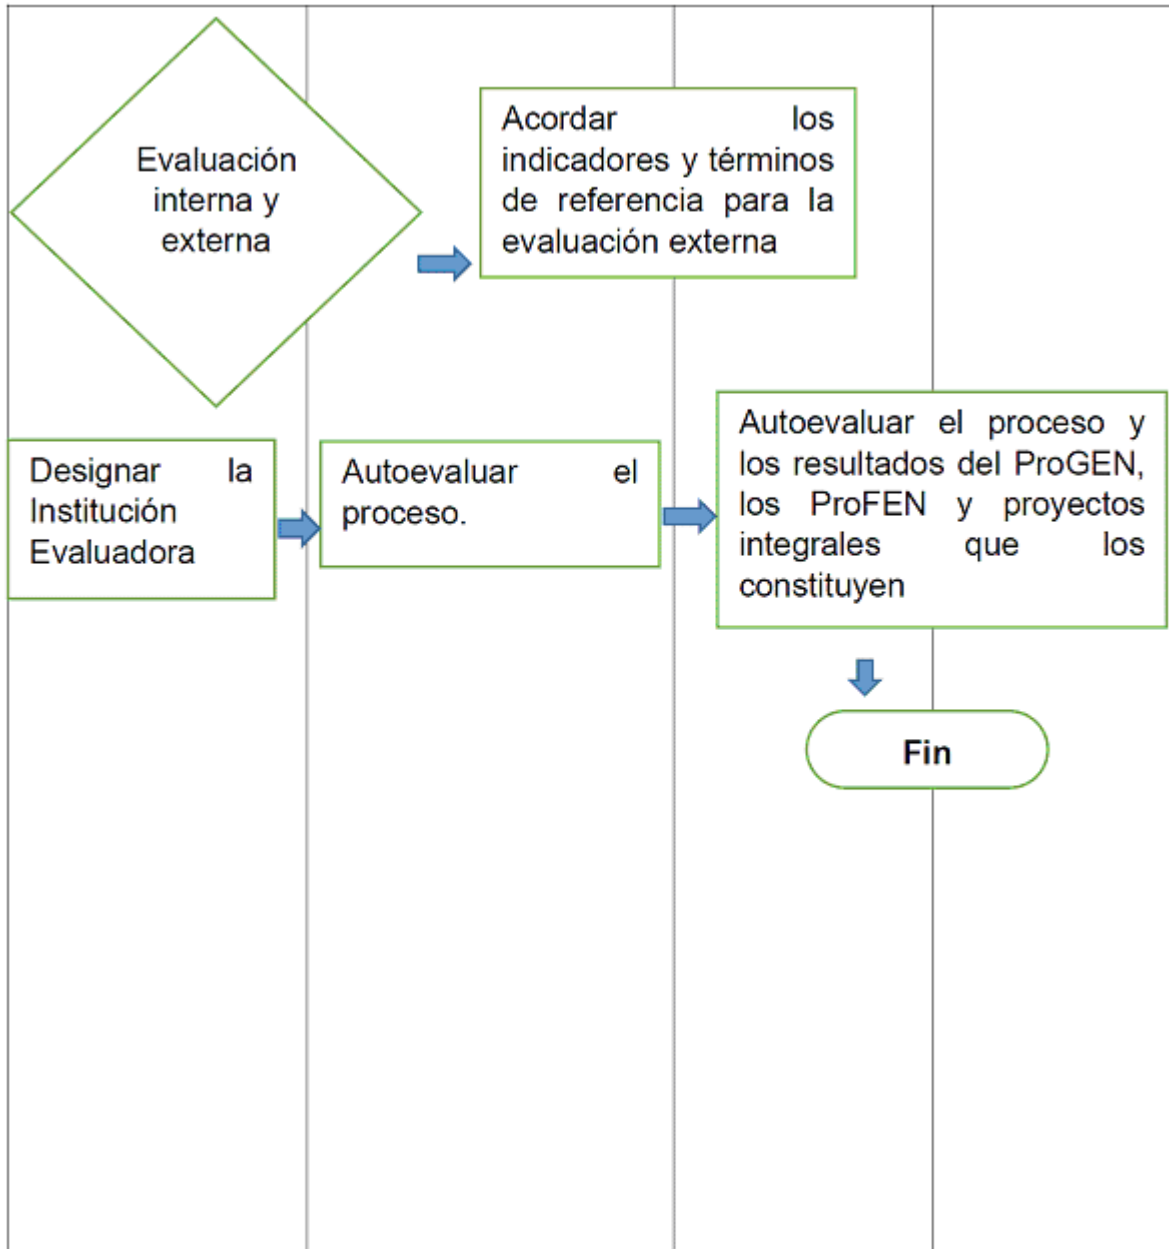 Evaluación
interna y
externa
Acordar los
indicadores y términos
de referencia para la
evaluación externa
Designar la
Institución
Evaluadora
Autoevaluar el
proceso.
Autoevaluar el proceso y
los resultados del ProGEN,
los ProFEN y proyectos
integrales que los
constituyen
Fin